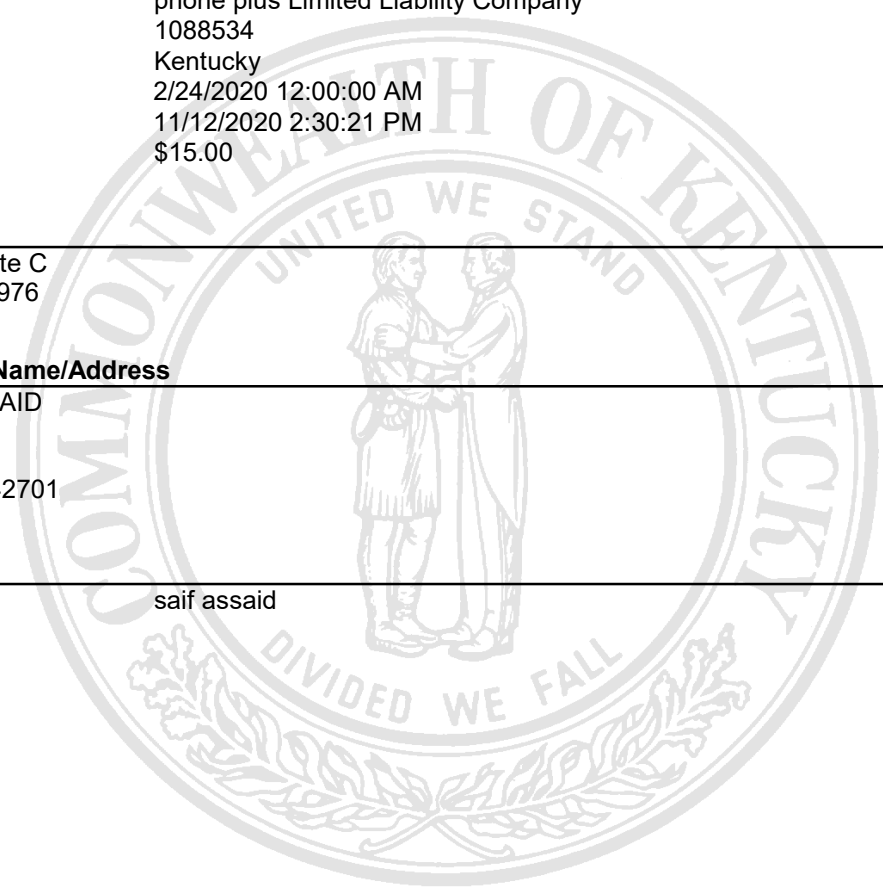 phone plus Limited Liability Company
1088534
Kentucky
2/24/2020 12:00:00 AM
11/12/2020 2:30:21 PM
$15.00
COMMONWEALTH OF KENTUCKY
UNITED WE STAND
te C
976
Name/Address
AID
2701
saif assaid
DIVIDED WE FALL